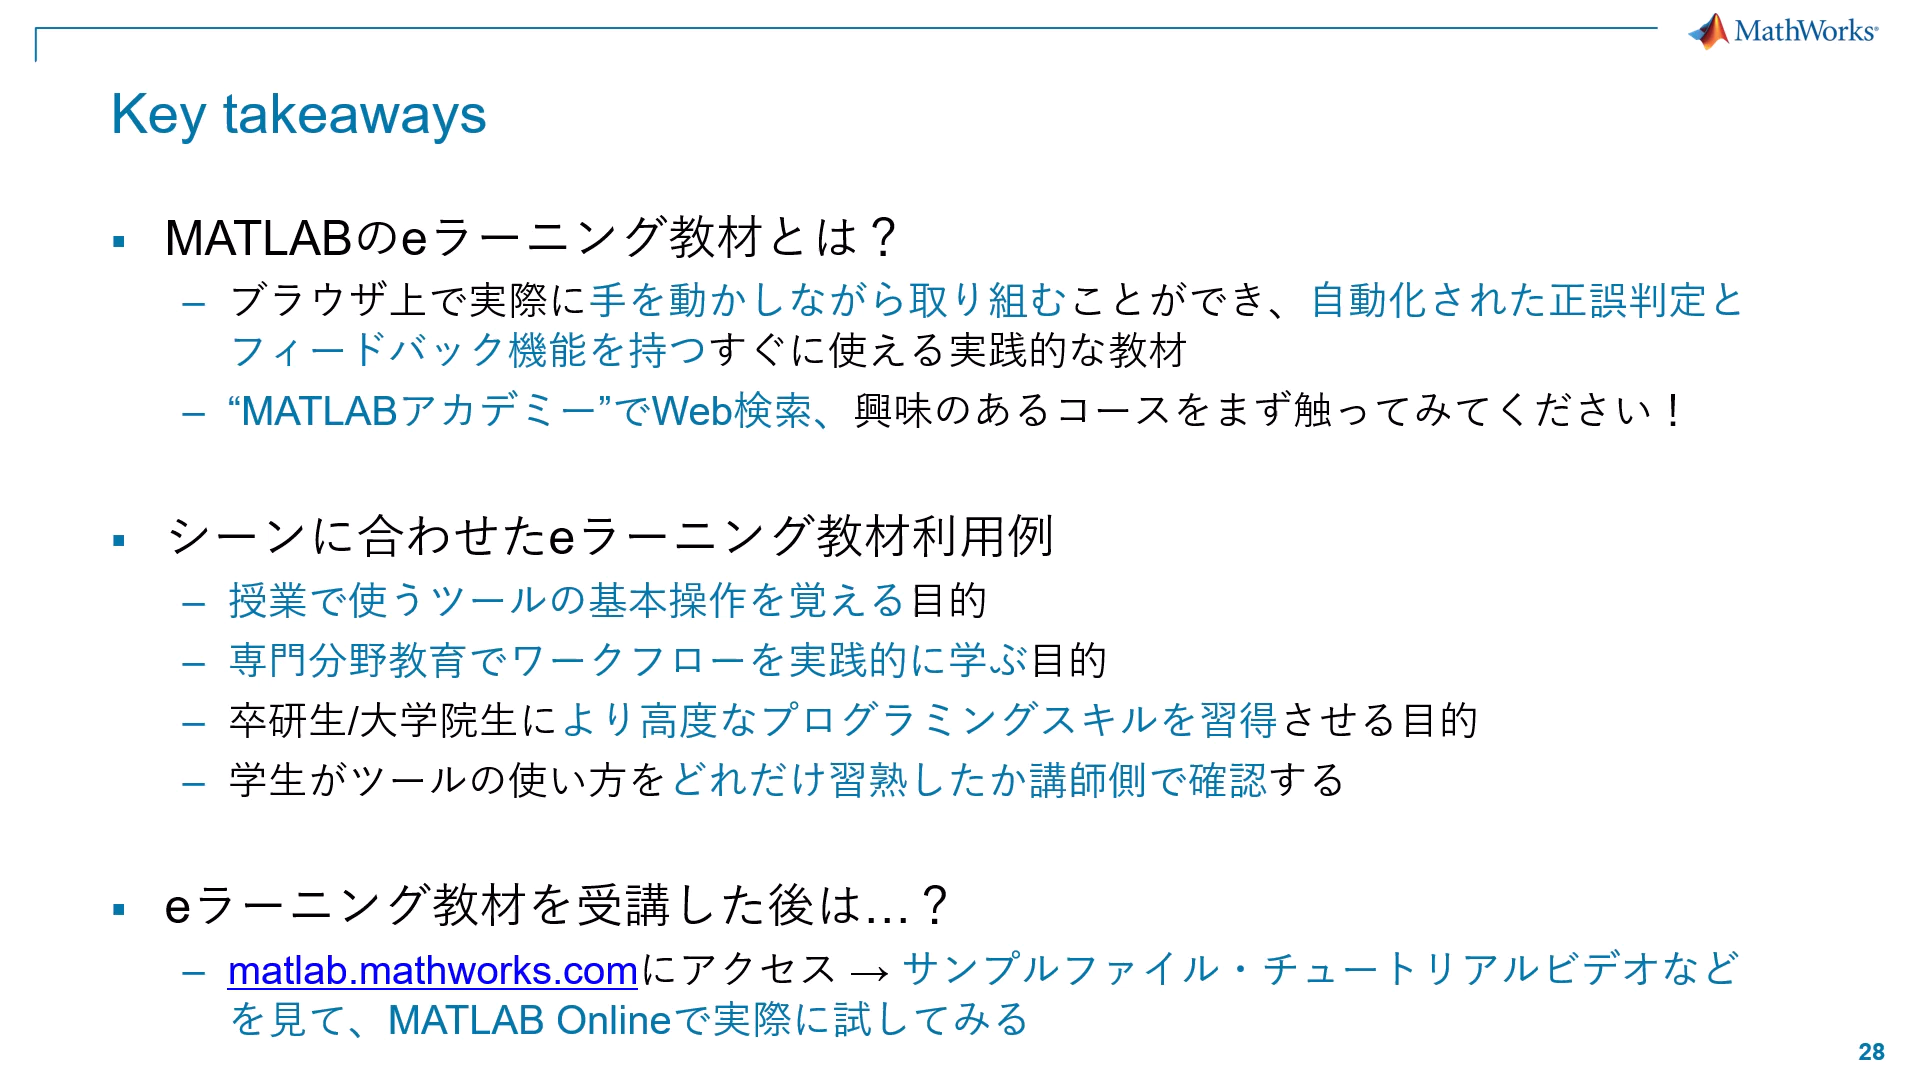 MathWorks®
Key takeaways
▪ MATLABのeラーニング教材とは？
– ブラウザ上で実際に手を動かしながら取り組むことができ、自動化された正誤判定と
フィードバック機能を持つすぐに使える実践的な教材
– “MATLABアカデミー”でWeb検索、興味のあるコースをまず触ってみてください！
▪ シーンに合わせたeラーニング教材利用例
– 授業で使うツールの基本操作を覚える目的
– 専門分野教育でワークフローを実践的に学ぶ目的
– 卒研生/大学院生により高度なプログラミングスキルを習得させる目的
– 学生がツールの使い方をどれだけ習熟したか講師側で確認する
▪ eラーニング教材を受講した後は…？
– matlab.mathworks.comにアクセス → サンプルファイル・チュートリアルビデオなど
を見て、MATLAB Onlineで実際に試してみる
28